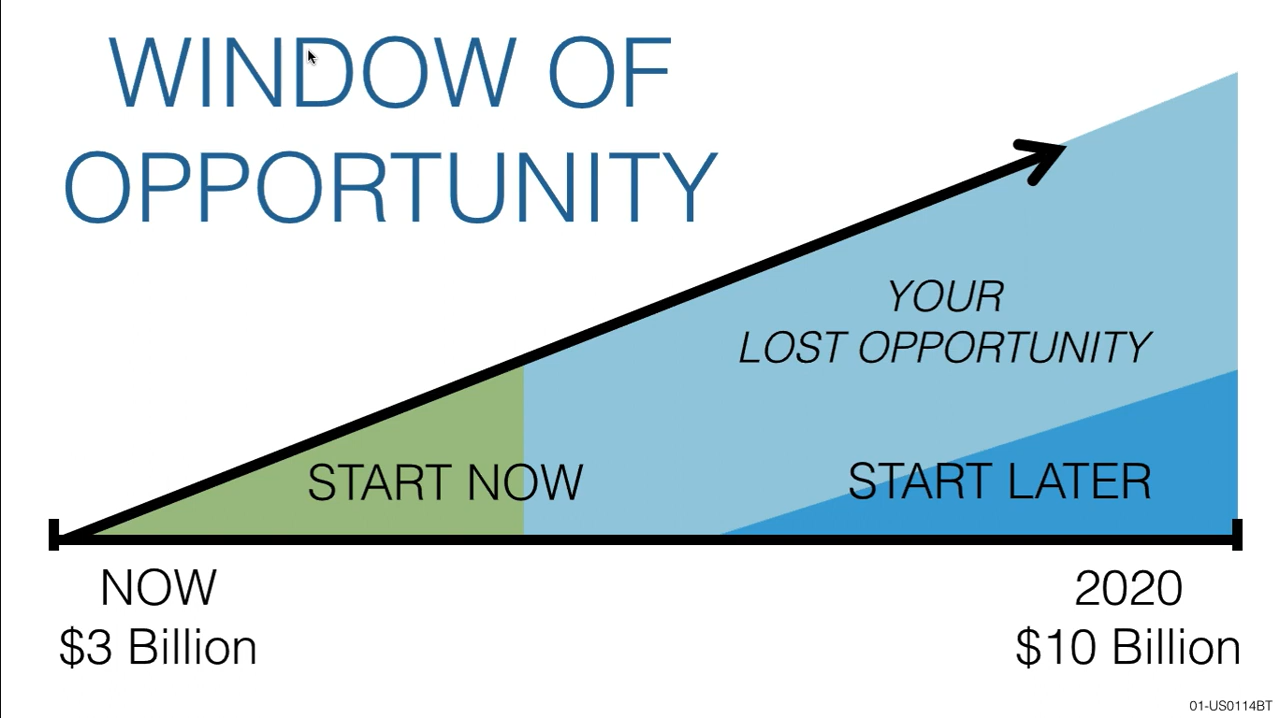 WINDOW OF
OPPORTUNITY
YOUR
LOST OPPORTUNITY
START NOW
START LATER
NOW
$3 Billion
2020
$10 Billion
01-US0114BT